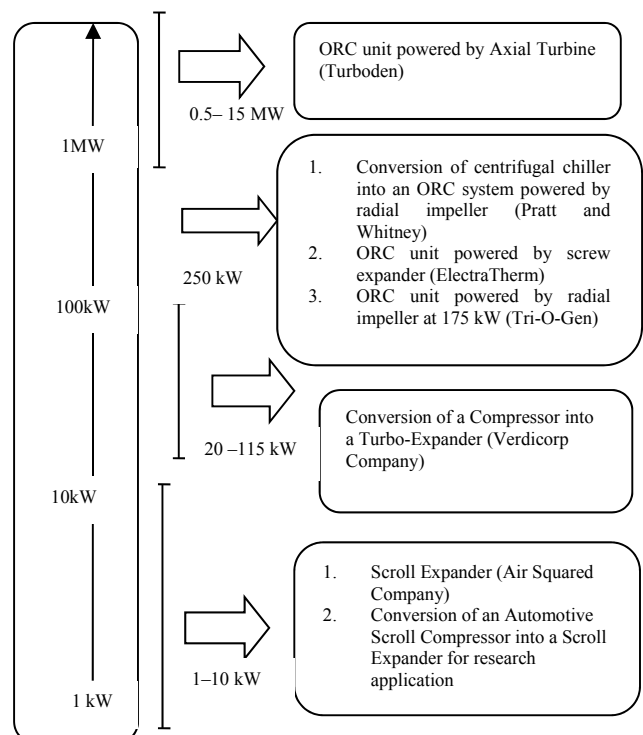 ORC unit powered by Axial Turbine
(Turboden)
0.5– 15 MW
1MW
1. Conversion of centrifugal chiller
into an ORC system powered by
radial impeller (Pratt and
Whitney)
2. ORC unit powered by screw
expander (ElectraTherm)
3. ORC unit powered by radial
impeller at 175 kW (Tri-O-Gen)
250 kW
100kW
Conversion of a Compressor into
a Turbo-Expander (Verdicorp
Company)
20 –115 kW
10kW
1. Scroll Expander (Air Squared
Company)
2. Conversion of an Automotive
Scroll Compressor into a Scroll
Expander for research
application
1–10 kW
1 kW